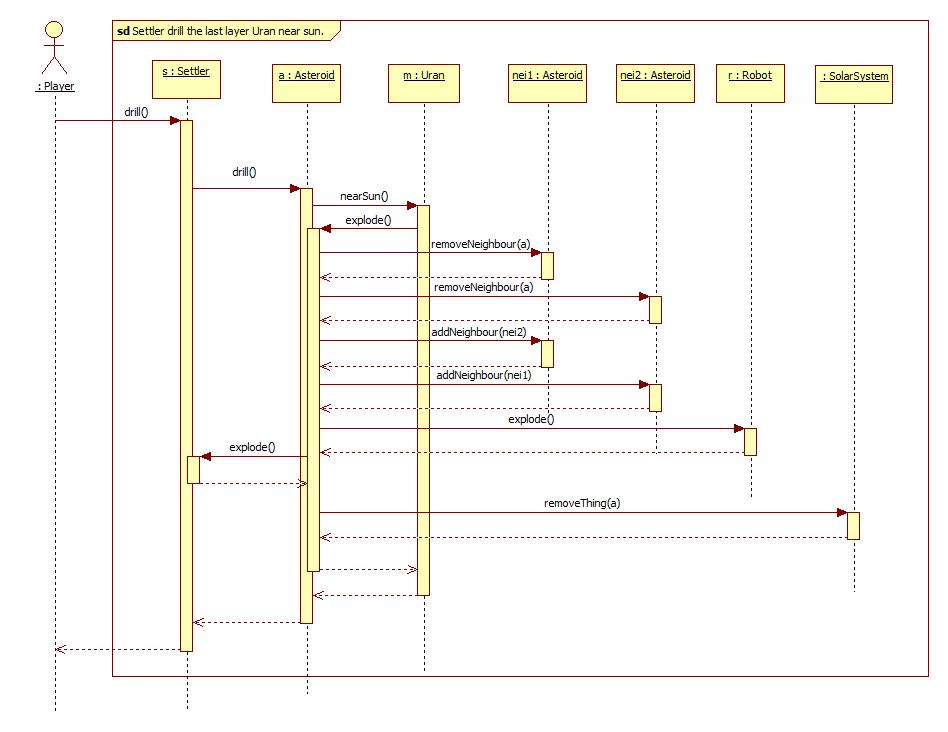 sd Settler drill the last layer Uran near sun.
: Player
s : Settler
a : Asteroid
m : Uran
nei1 : Asteroid
nei2 : Asteroid
r : Robot
: SolarSystem
drill()
drill()
nearSun()
explode()
removeNeighbour(a)
removeNeighbour(a)
addNeighbour(nei2)
addNeighbour(nei1)
explode()
explode()
removeThing(a)